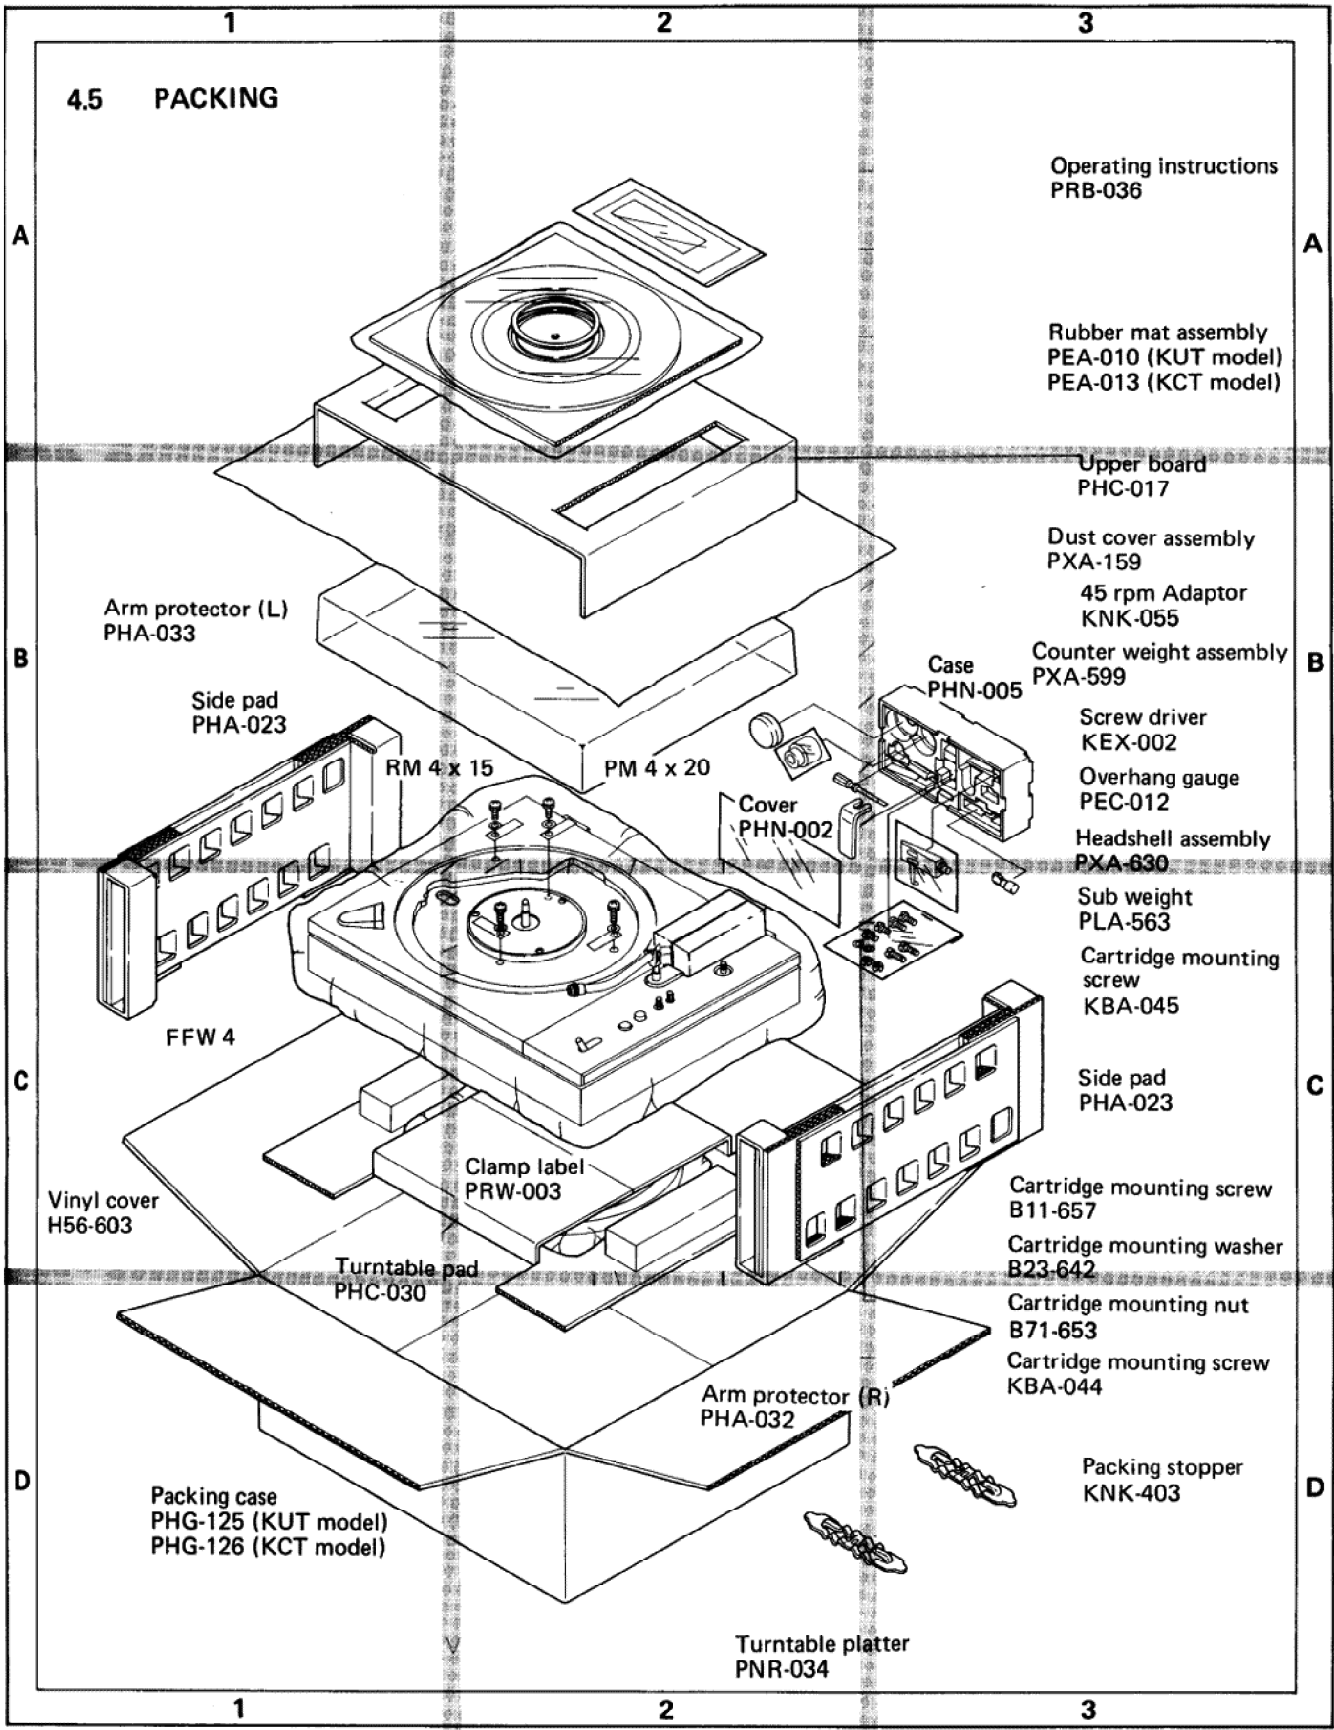 1 2 3
4.5 PACKING
Operating instructions
PRB-036
A A
Rubber mat assembly
PEA-010 (KUT model)
PEA-013 (KCT model)
Upper board
PHC-017
Dust cover assembly
PXA-159
45 rpm Adaptor
KNK-055
Arm protector (L)
PHA-033
B B
Counter weight assembly
PXA-599
Case
PHN-005
Side pad
PHA-023
Screw driver
KEX-002
RM 4 x 15
PM 4 x 20
Overhang gauge
PEC-012
Cover
PHN-002
Headshell assembly
PXA-630
Sub weight
PLA-563
Cartridge mounting
screw
KBA-045
FFW 4
C C
Side pad
PHA-023
Clamp label
PRW-003
Vinyl cover
H56-603
Cartridge mounting screw
B11-657
Cartridge mounting washer
B23-642
Turntable pad
PHC-030
Cartridge mounting nut
B71-653
Cartridge mounting screw
KBA-044
Arm protector (R)
PHA-032
D D
Packing stopper
KNK-403
Packing case
PHG-125 (KUT model)
PHG-126 (KCT model)
Turntable platter
PNR-034
1 2 3